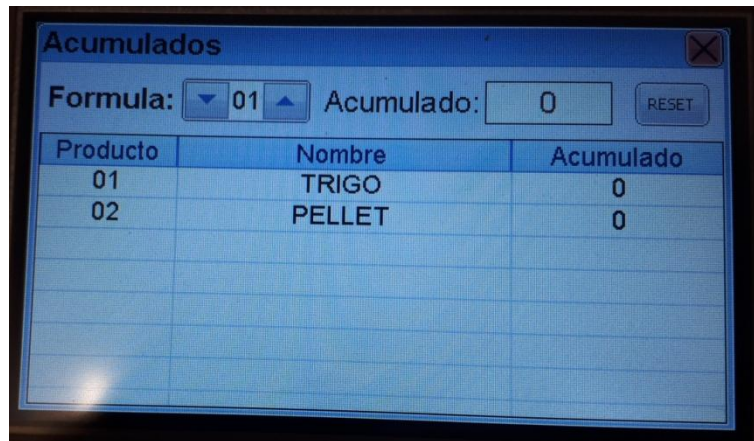 Acumulados
Formula: 01 Acumulado: 0 RESET
Producto Nombre Acumulado
01 TRIGO 0
02 PELLET 0